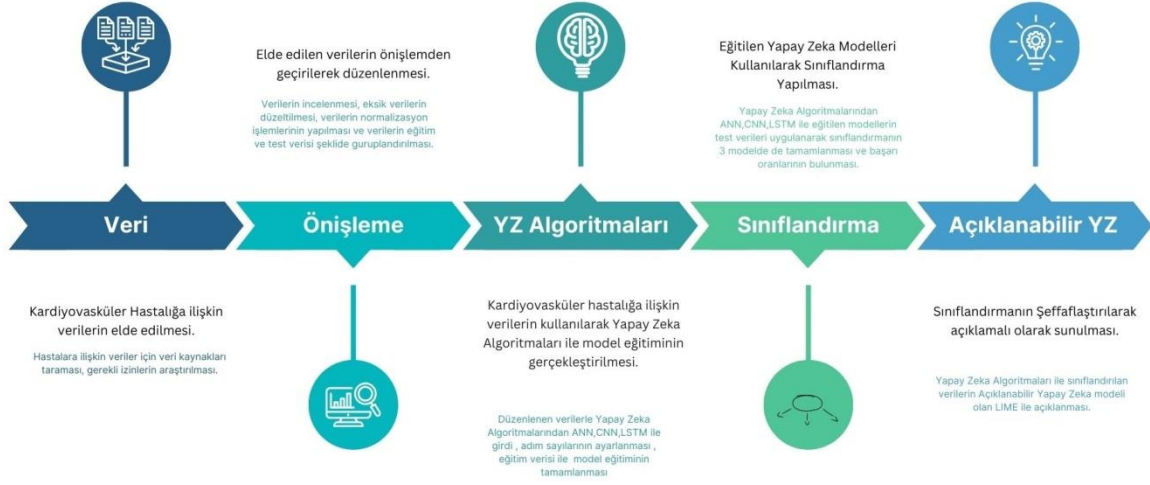 Elde edilen verilerin önişlemden
geçirilerek düzenlenmesi.
Verilerin incelenmesi, eksik verilerin
düzeltilmesi, verilerin normalizasyon
işlemlerinin yapılması ve verilerin eğitim
ve test verisi şeklide guruplandırılması.
Eğitilen Yapay Zeka Modelleri
Kullanılarak Sınıflandırma
Yapılması.
Yapay Zeka Algoritmalarından
ANN,CNN,LSTM ile eğitilen modellerin
test verileri uygulanarak sınıflandırmanın
3 modelde de tamamlanması ve başarı
oranlarının bulunması.
Veri
Önişleme
YZ Algoritmaları
Sınıflandırma
Açıklanabilir YZ
Kardiyovasküler Hastalığa ilişkin
verilerin elde edilmesi.
Hastalara ilişkin veriler için veri kaynakları
taraması, gerekli izinlerin araştırılması.
Kardiyovasküler hastalığa ilişkin
verilerin kullanılarak Yapay Zeka
Algoritmaları ile model eğitiminin
gerçekleştirilmesi.
Düzenlenen verilerle Yapay Zeka
Algoritmalarından ANN,CNN,LSTM ile
girdi , adım sayılarının ayarlanması ,
eğitim verisi ile model eğitiminin
tamamlanması
Sınıflandırmanın Şeffaflaştırılarak
açıklamalı olarak sunulması.
Yapay Zeka Algoritmaları ile sınıflandırılan
verilerin Açıklanabilir Yapay Zeka modeli
olan LIME ile açıklanması.